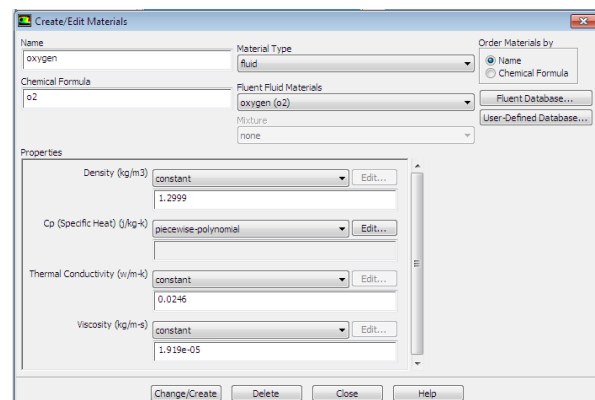 Create/Edit Materials
Name
oxygen
Material Type
fluid
Order Materials by
Name
Chemical Formula
Chemical Formula
o2
Fluent Fluid Materials
oxygen (o2)
Fluent Database...
User-Defined Database...
Mixture
none
Properties
Density (kg/m3) constant Edit...
1.2999
Cp (Specific Heat) (j/kg-k) piecewise-polynomial Edit...
Thermal Conductivity (w/m-k) constant Edit...
0.0246
Viscosity (kg/m-s) constant Edit...
1.919e-05
Change/Create Delete Close Help